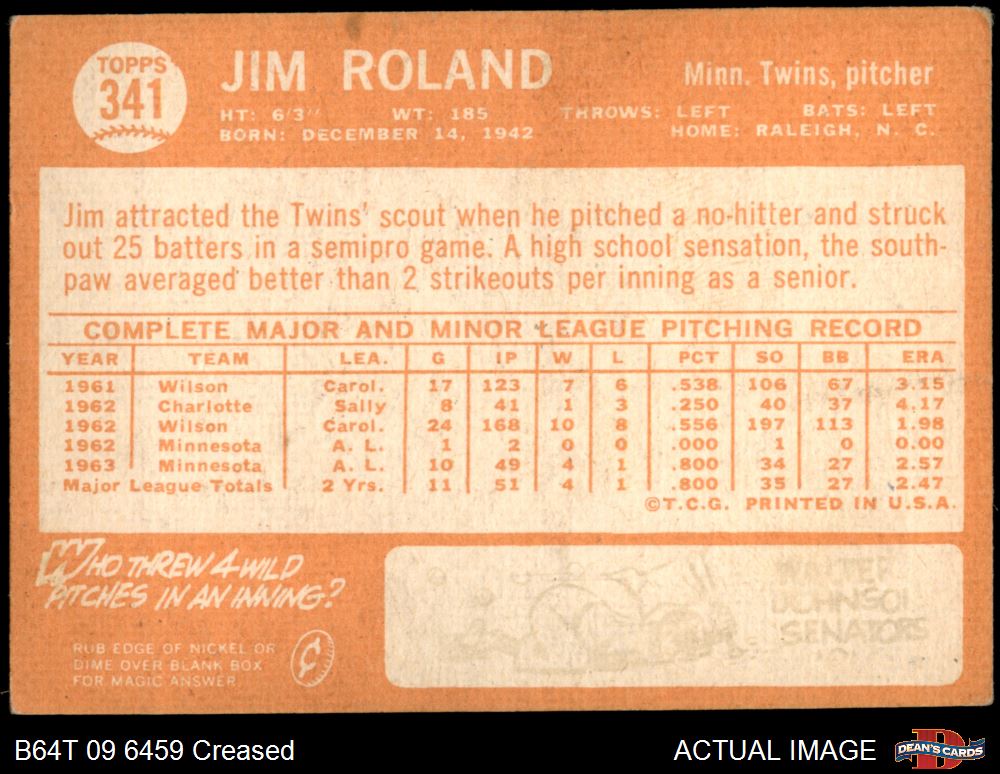 TOPPS
341
JIM ROLAND
Minn. Twins, pitcher
HT: 6'3" WT: 185 THROWS: LEFT BATS: LEFT
BORN: DECEMBER 14, 1942 HOME: RALEIGH, N. C.
Jim attracted the Twins' scout when he pitched a no-hitter and struck
out 25 batters in a semipro game. A high school sensation, the south-
paw averaged better than 2 strikeouts per inning as a senior.
COMPLETE MAJOR AND MINOR LEAGUE PITCHING RECORD
YEAR TEAM LEA. G IP W L PCT SO BB ERA
1961 Wilson Carol. 17 123 7 6 .538 106 67 3.15
1962 Charlotte Sally 8 41 1 3 .250 40 37 4.17
1962 Wilson Carol. 24 168 10 8 .556 197 113 1.98
1962 Minnesota A. L. 1 2 0 0 .000 1 0 0.00
1963 Minnesota A. L. 10 49 4 1 .800 34 27 2.57
Major League Totals 2 Yrs. 11 51 4 1 .800 35 27 2.47
©T.C.G. PRINTED IN U.S.A.
WHO THREW 4 WILD
PITCHES IN AN INNING?
RUB EDGE OF NICKEL OR
DIME OVER BLANK BOX
FOR MAGIC ANSWER
¢
WALTER
JOHNSON
SENATORS
B64T 09 6459 Creased
ACTUAL IMAGE
D
DEAN'S CARDS